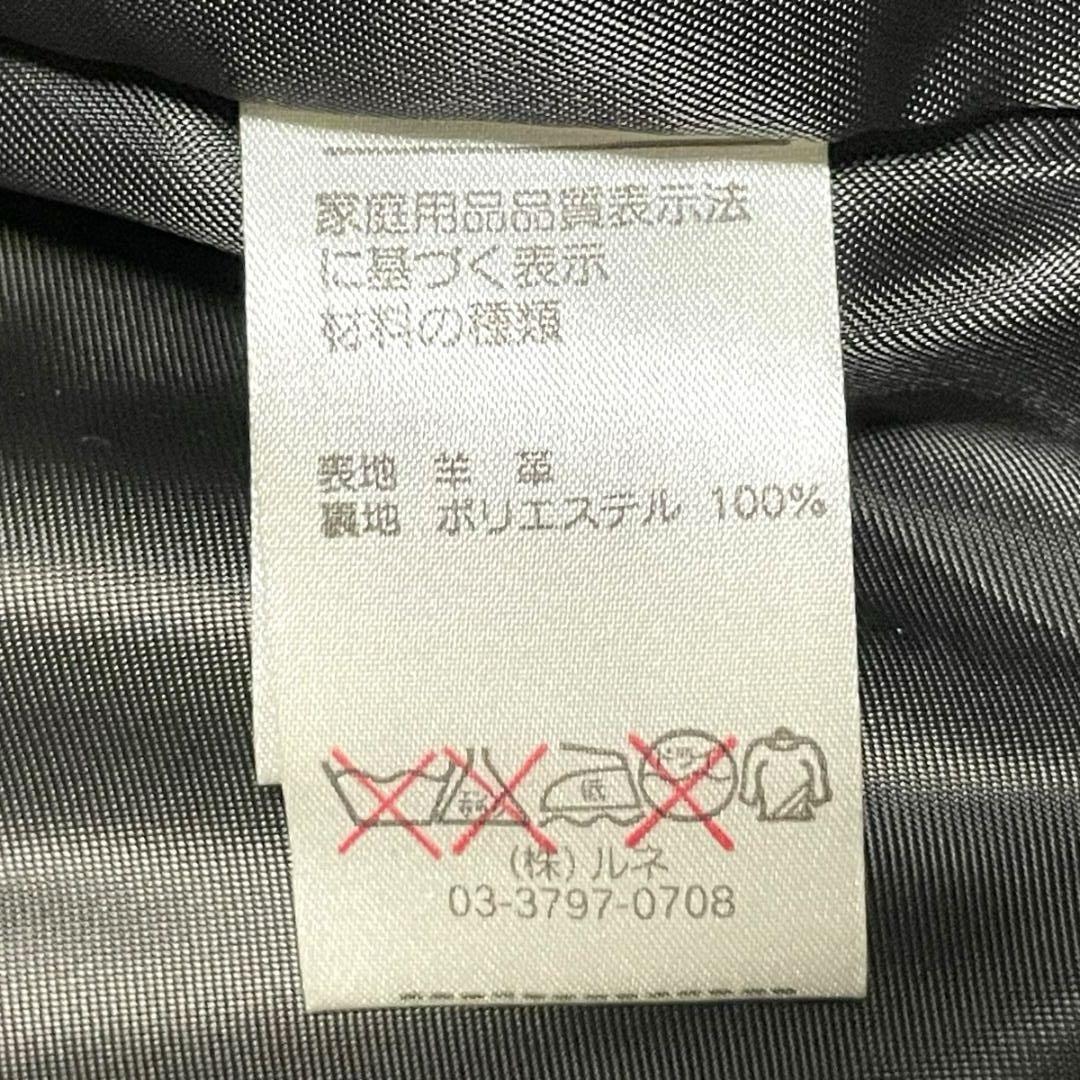 家庭用品品質表示法
に基づく表示
材料の種類
表地 羊 革
裏地 ポリエステル 100%
低
(株) ルネ
03-3797-0708